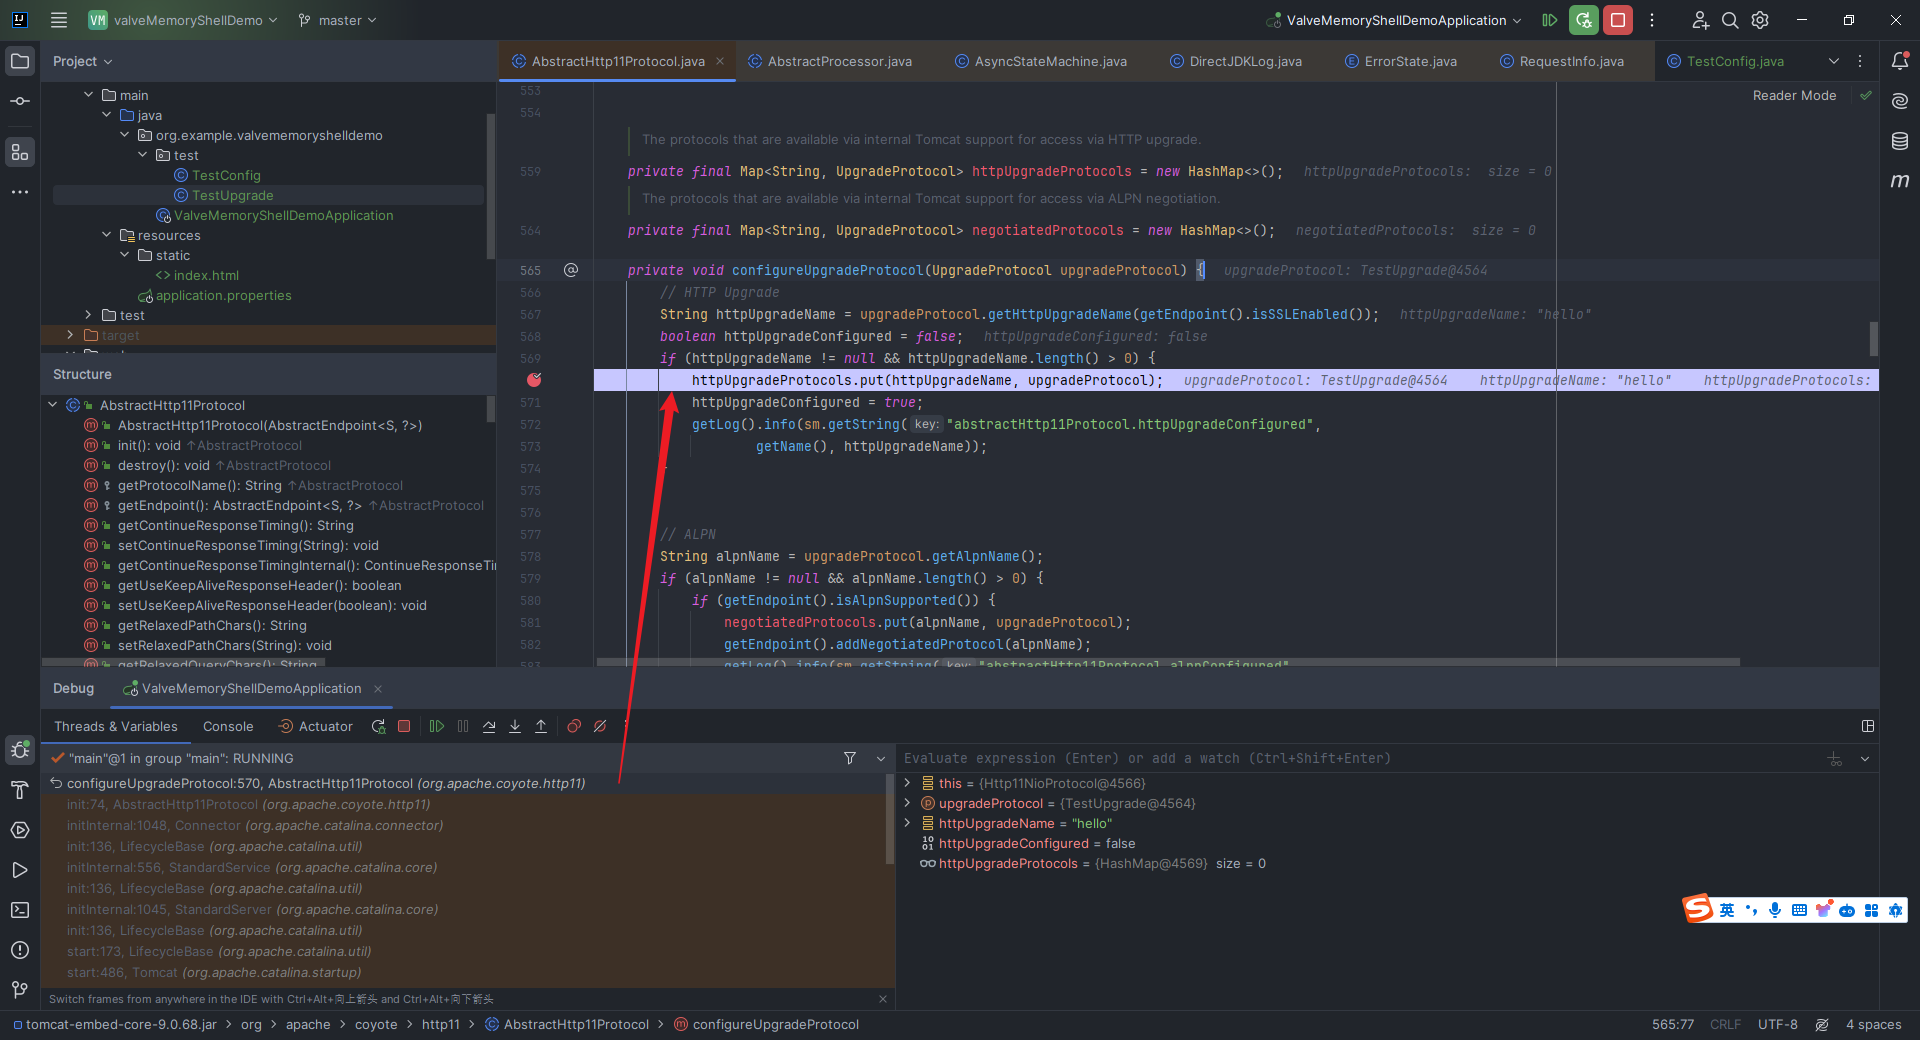 VM valveMemoryShellDemo master ValveMemoryShellDemoApplication
Project
main
java
org.example.valvememoryshelldemo
test
TestConfig
TestUpgrade
ValveMemoryShellDemoApplication
resources
static
index.html
application.properties
test
target
Structure
AbstractHttp11Protocol
AbstractHttp11Protocol(AbstractEndpoint<S, ?>)
init(): void ↑AbstractProtocol
destroy(): void ↑AbstractProtocol
getProtocolName(): String ↑AbstractProtocol
getEndpoint(): AbstractEndpoint<S, ?> ↑AbstractProtocol
getContinueResponseTiming(): String
setContinueResponseTiming(String): void
getContinueResponseTimingInternal(): ContinueResponseTi
getUseKeepAliveResponseHeader(): boolean
setUseKeepAliveResponseHeader(boolean): void
getRelaxedPathChars(): String
setRelaxedPathChars(String): void
getRelaxedQueryChars(): String
AbstractHttp11Protocol.java AbstractProcessor.java AsyncStateMachine.java DirectJDKLog.java ErrorState.java RequestInfo.java TestConfig.java
Reader Mode
553
554
The protocols that are available via internal Tomcat support for access via HTTP upgrade.
559 private final Map<String, UpgradeProtocol> httpUpgradeProtocols = new HashMap<>(); httpUpgradeProtocols: size = 0
The protocols that are available via internal Tomcat support for access via ALPN negotiation.
564 private final Map<String, UpgradeProtocol> negotiatedProtocols = new HashMap<>(); negotiatedProtocols: size = 0
565 @ private void configureUpgradeProtocol(UpgradeProtocol upgradeProtocol) { upgradeProtocol: TestUpgrade@4564
566 // HTTP Upgrade
567 String httpUpgradeName = upgradeProtocol.getHttpUpgradeName(getEndpoint().isSSLEnabled()); httpUpgradeName: "hello"
568 boolean httpUpgradeConfigured = false; httpUpgradeConfigured: false
569 if (httpUpgradeName != null && httpUpgradeName.length() > 0) {
httpUpgradeProtocols.put(httpUpgradeName, upgradeProtocol); upgradeProtocol: TestUpgrade@4564 httpUpgradeName: "hello" httpUpgradeProtocols:
571 httpUpgradeConfigured = true;
572 getLog().info(sm.getString( key: "abstractHttp11Protocol.httpUpgradeConfigured",
573 getName(), httpUpgradeName));
574
575
576
577 // ALPN
578 String alpnName = upgradeProtocol.getAlpnName();
579 if (alpnName != null && alpnName.length() > 0) {
580 if (getEndpoint().isAlpnSupported()) {
581 negotiatedProtocols.put(alpnName, upgradeProtocol);
582 getEndpoint().addNegotiatedProtocol(alpnName);
583 getLog().info(sm.getString( key: "abstractHttp11Protocol.alpnConfigured"
Debug ValveMemoryShellDemoApplication
Threads & Variables Console Actuator
"main"@1 in group "main": RUNNING
configureUpgradeProtocol:570, AbstractHttp11Protocol (org.apache.coyote.http11)
init:74, AbstractHttp11Protocol (org.apache.coyote.http11)
initInternal:1048, Connector (org.apache.catalina.connector)
init:136, LifecycleBase (org.apache.catalina.util)
initInternal:556, StandardService (org.apache.catalina.core)
init:136, LifecycleBase (org.apache.catalina.util)
initInternal:1045, StandardServer (org.apache.catalina.core)
init:136, LifecycleBase (org.apache.catalina.util)
start:173, LifecycleBase (org.apache.catalina.util)
start:486, Tomcat (org.apache.catalina.startup)
Switch frames from anywhere in the IDE with Ctrl+Alt+向上箭头 and Ctrl+Alt+向下箭头
Evaluate expression (Enter) or add a watch (Ctrl+Shift+Enter)
this = {Http11NioProtocol@4566}
upgradeProtocol = {TestUpgrade@4564}
httpUpgradeName = "hello"
httpUpgradeConfigured = false
httpUpgradeProtocols = {HashMap@4569} size = 0
英
tomcat-embed-core-9.0.68.jar > org > apache > coyote > http11 > AbstractHttp11Protocol > configureUpgradeProtocol
565:77 CRLF UTF-8 4 spaces